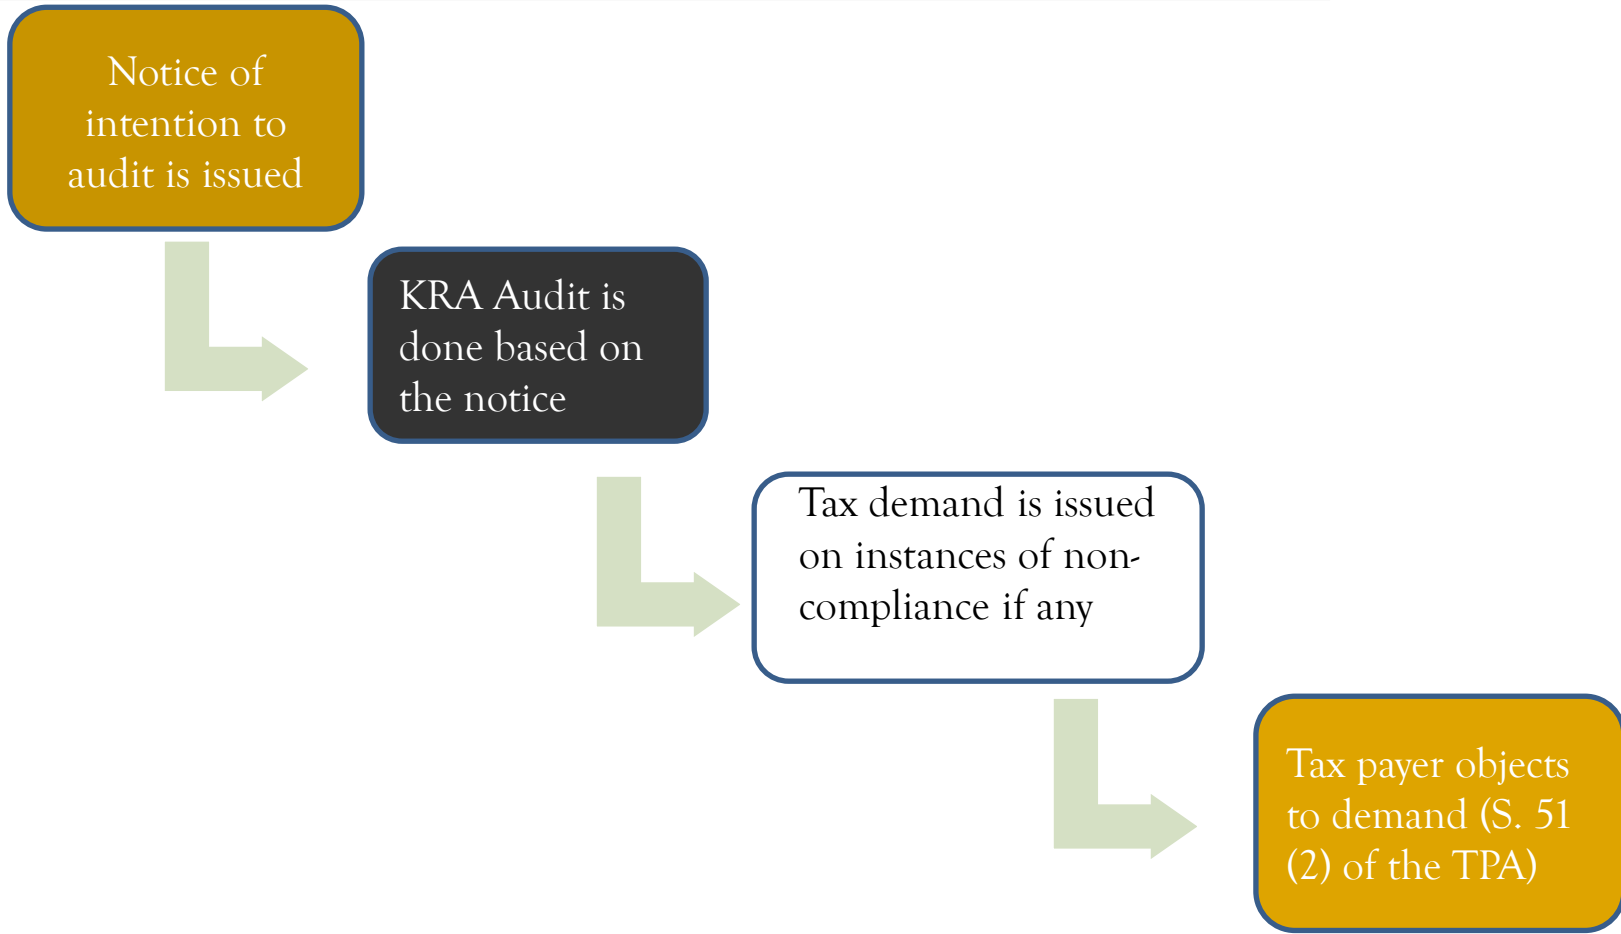 Notice of
intention to
audit is issued
KRA Audit is
done based on
the notice
Tax demand is issued
on instances of non-
compliance if any
Tax payer objects
to demand (S. 51
(2) of the TPA)